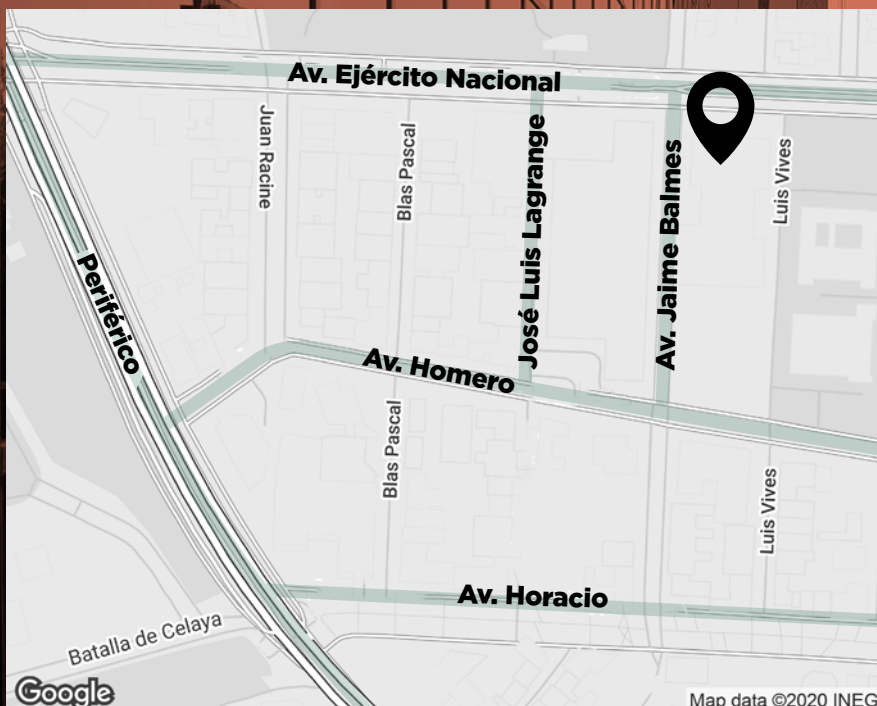 Av. Ejército Nacional
Juan Racine
Blas Pascal
José Luis Lagrange
Av. Jaime Balmes
Luis Vives
Periférico
Av. Homero
Blas Pascal
Luis Vives
Av. Horacio
Batalla de Celaya
Google
Map data ©2020 INEG